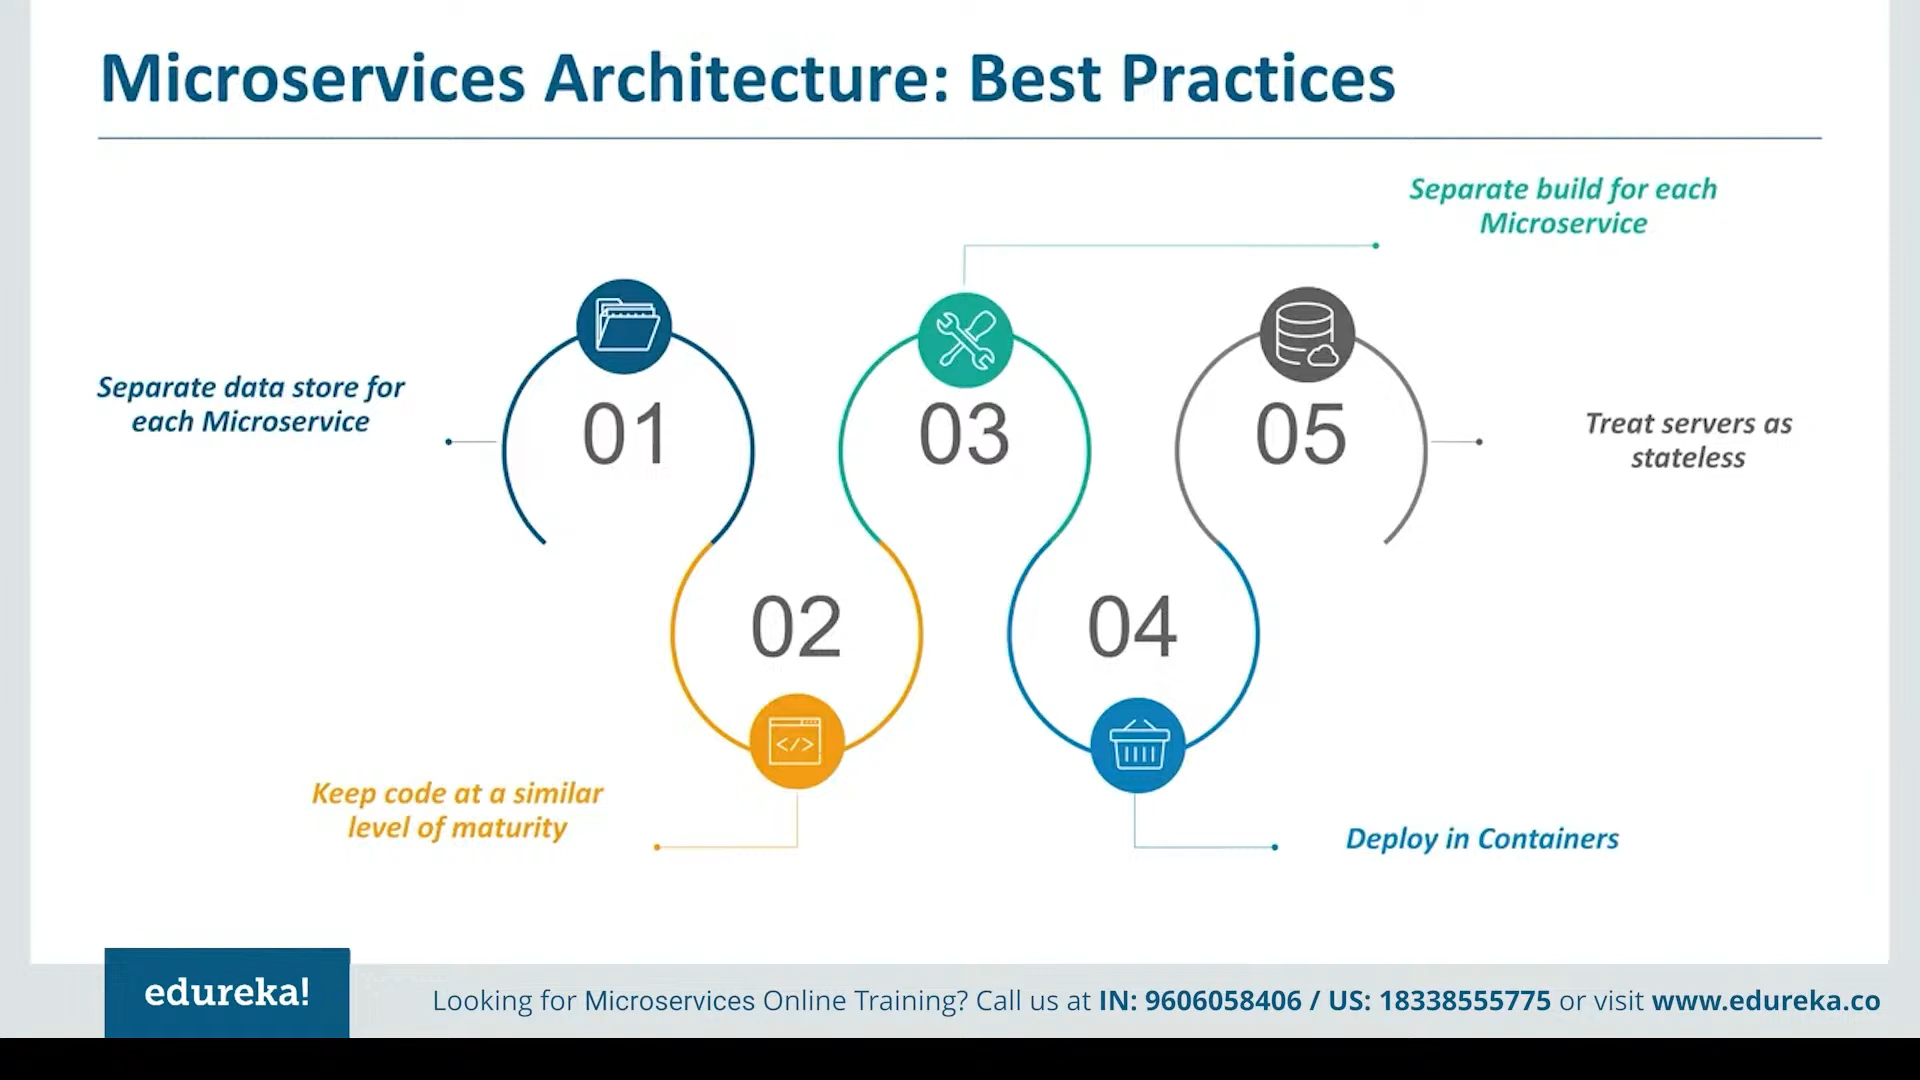 Microservices Architecture: Best Practices
Separate build for each
Microservice
Separate data store for
each Microservice
01
03
05
Treat servers as
stateless
02
04
</>
Keep code at a similar
level of maturity
Deploy in Containers
edureka!
Looking for Microservices Online Training? Call us at IN: 9606058406 / US: 18338555775 or visit www.edureka.co